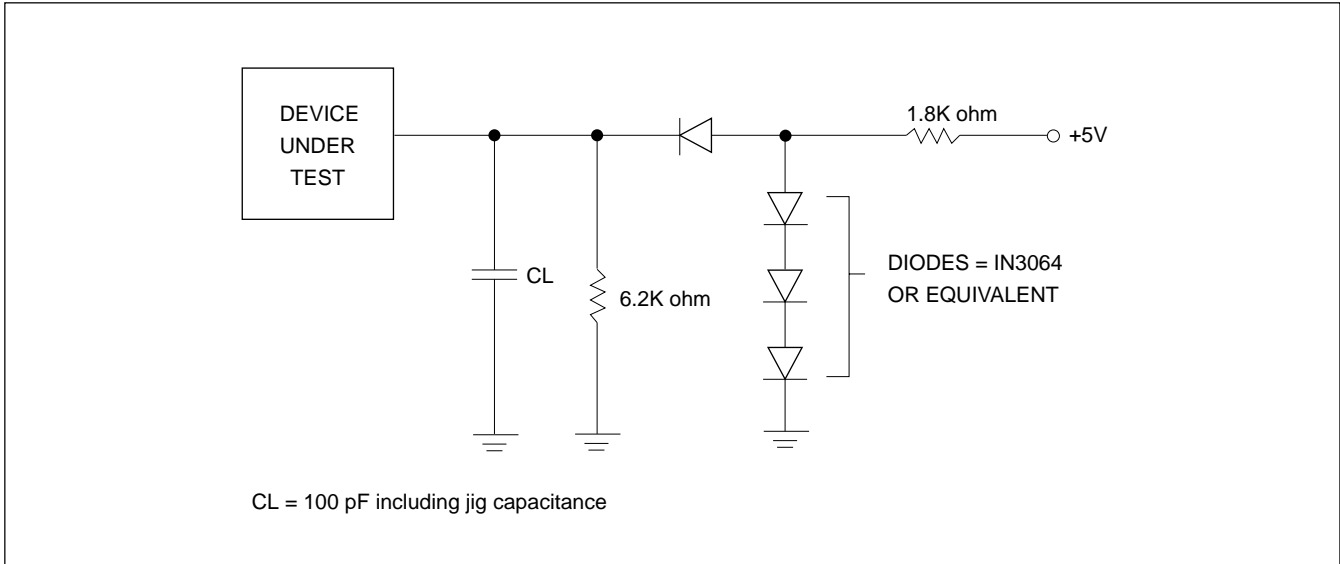 DEVICE
UNDER
TEST
1.8K ohm
+5V
CL
6.2K ohm
DIODES = IN3064
OR EQUIVALENT
CL = 100 pF including jig capacitance